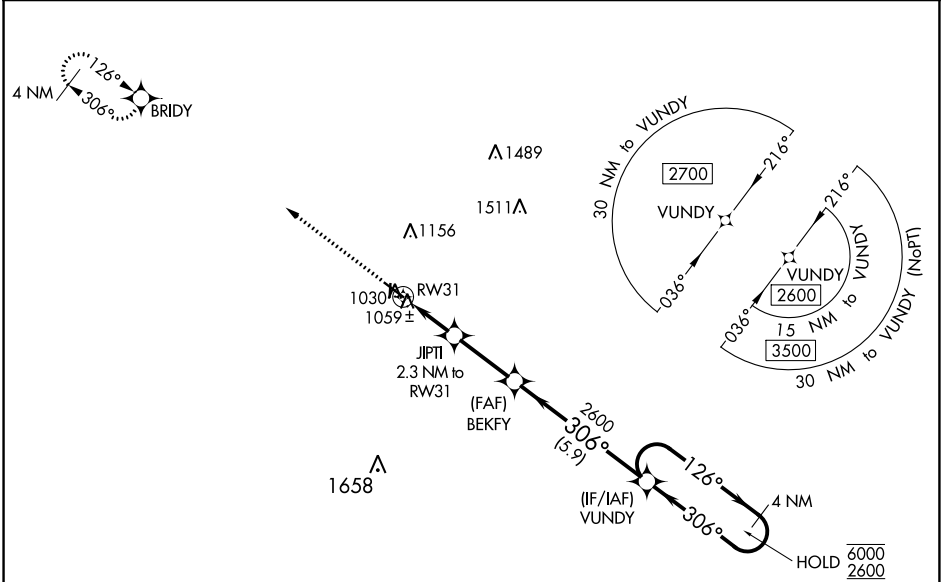 126°
4 NM
306°
BRIDY
1489
1511
1156
30 NM to VUNDY
2700
216°
VUNDY
036°
216°
VUNDY
2600
036°
15 NM to VUNDY
3500
30 NM to VUNDY (NoPT)
1030
RW31
1059±
JIPTI
2.3 NM to
RW31
(FAF)
BEKFY
2600
306°
(5.9)
1658
(IF/IAF)
VUNDY
126°
4 NM
306°
HOLD 6000
2600